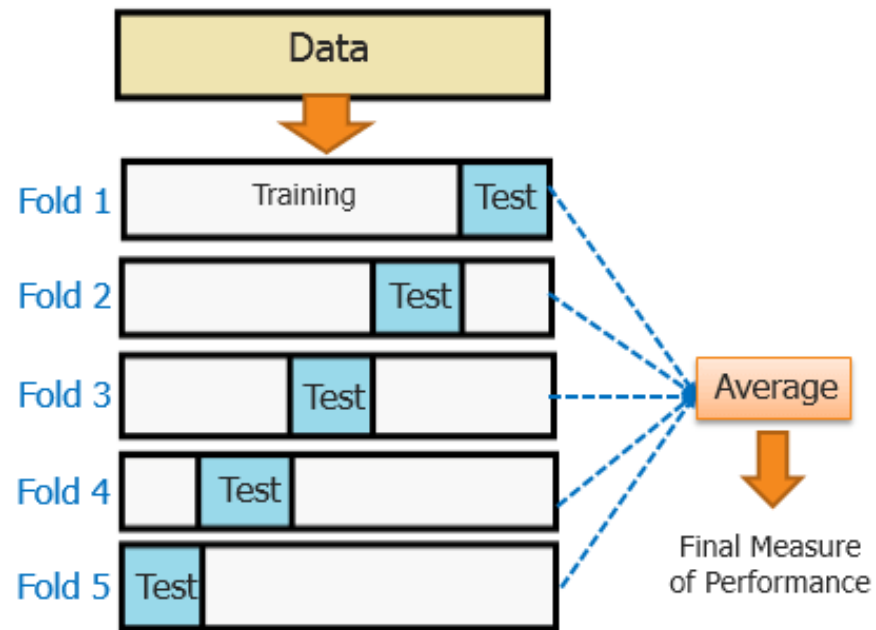 Data
Fold 1
Training
Test
Fold 2
Test
Fold 3
Test
Fold 4
Test
Fold 5
Test
Average
Final Measure
of Performance